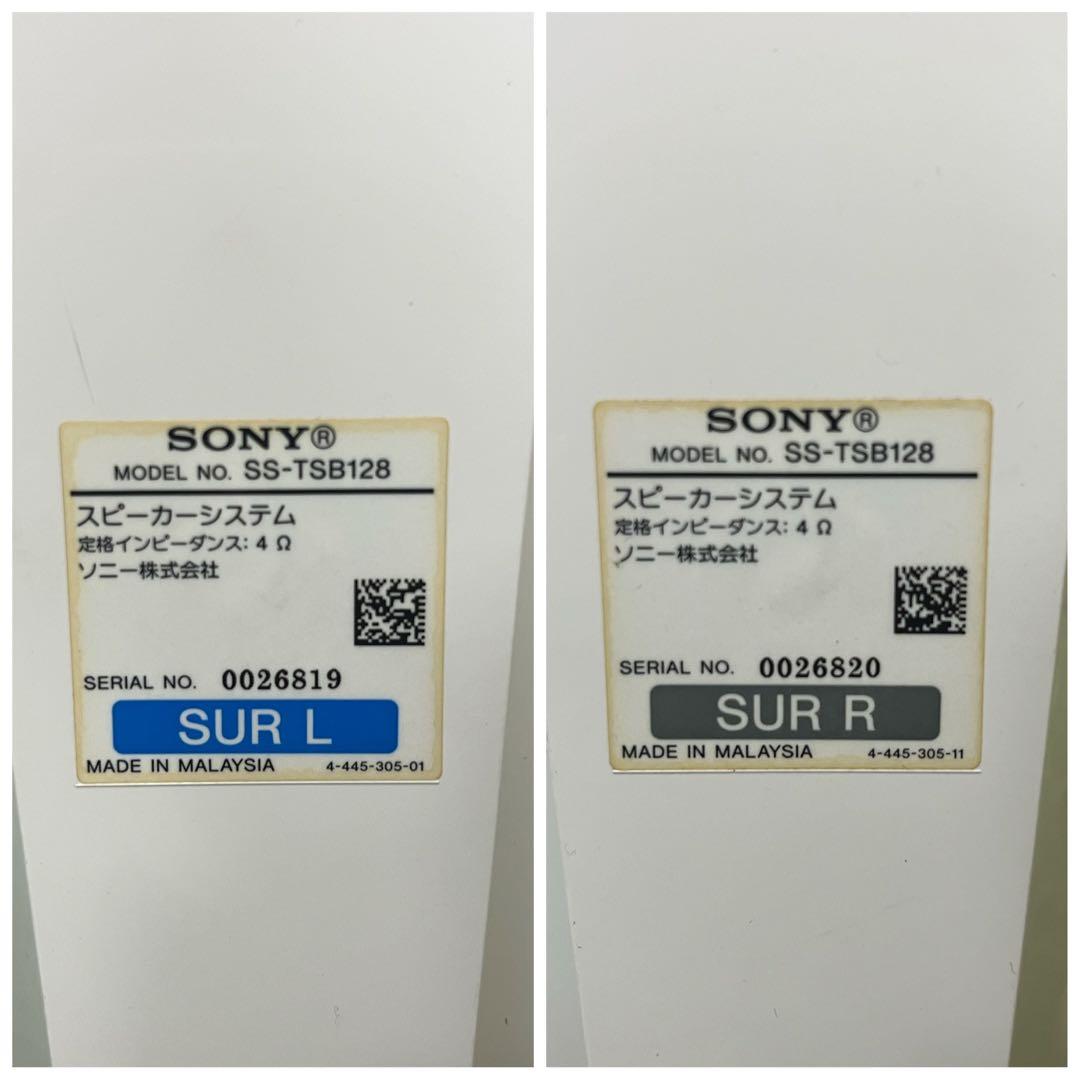 SONY®
MODEL NO. SS-TSB128
スピーカーシステム
定格インピーダンス: 4 Ω
ソニー株式会社
SERIAL NO. 0026819
SUR L
MADE IN MALAYSIA 4-445-305-01
SONY®
MODEL NO. SS-TSB128
スピーカーシステム
定格インピーダンス: 4 Ω
ソニー株式会社
SERIAL NO. 0026820
SUR R
MADE IN MALAYSIA 4-445-305-11